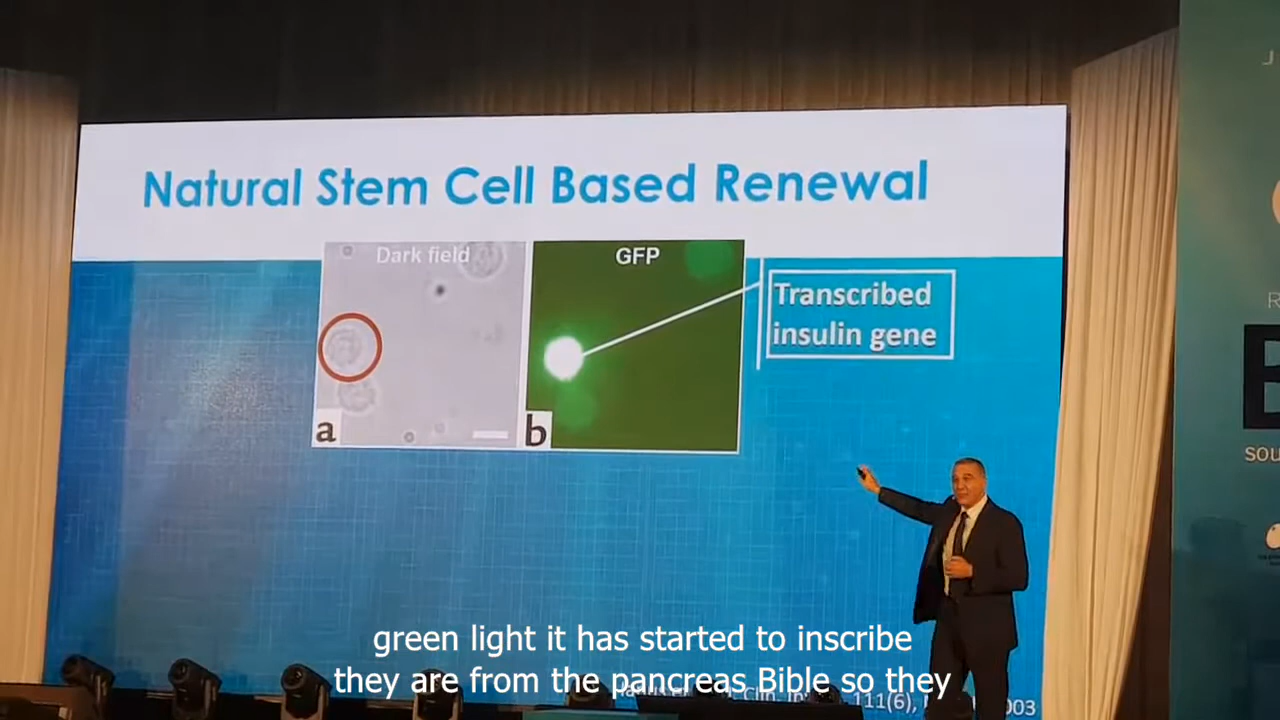 Natural Stem Cell Based Renewal
Dark field
GFP
Transcribed
insulin gene
a
b
green light it has started to inscribe
they are from the pancreas Bible so they
111(6),
003
J
R
B
sou